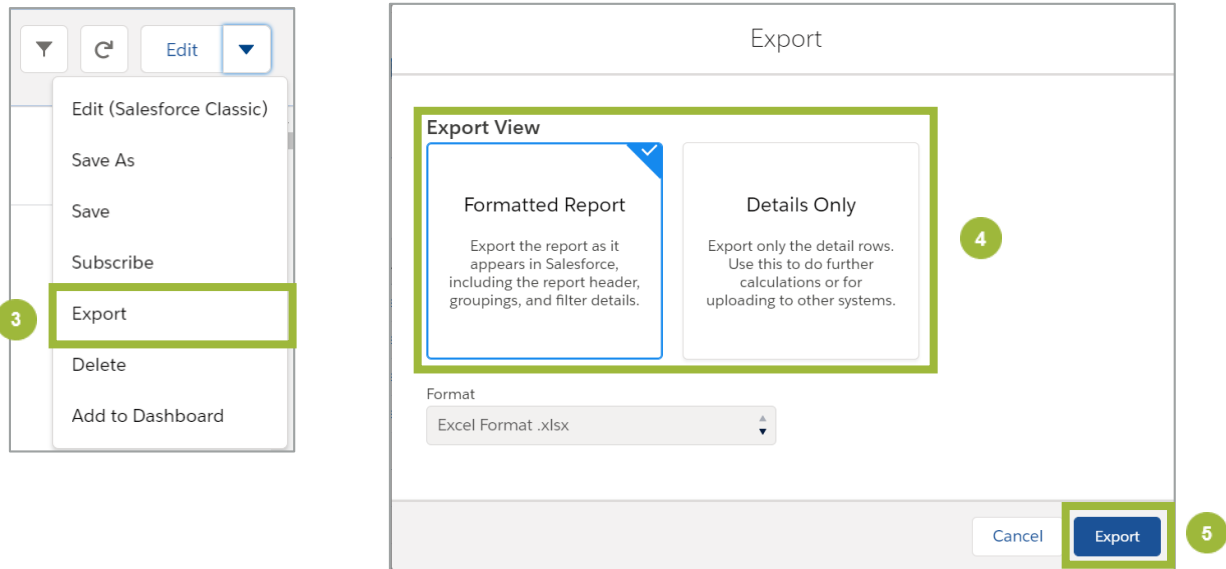 Edit
Edit (Salesforce Classic)
Save As
Save
Subscribe
3
Export
Delete
Add to Dashboard
Export
Export View
Formatted Report
Export the report as it
appears in Salesforce,
including the report header,
groupings, and filter details.
Details Only
Export only the detail rows.
Use this to do further
calculations or for
uploading to other systems.
4
Format
Excel Format .xlsx
Cancel
Export
5